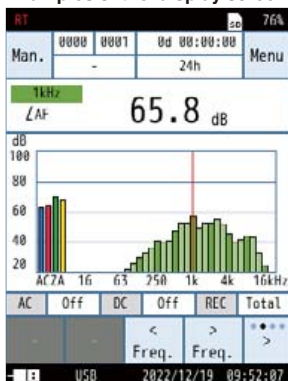 RT SD 76%
Man. 0000 0001 0d 00:00:00 Menu
- 24h
1kHz
LAF 65.8 dB
dB
100
80
60
40
20
ACZA 16 63 250 1k 4k 16kHz
AC Off DC Off REC Total
- - < Freq. > Freq. >
USB 2022/12/19 09:52:07